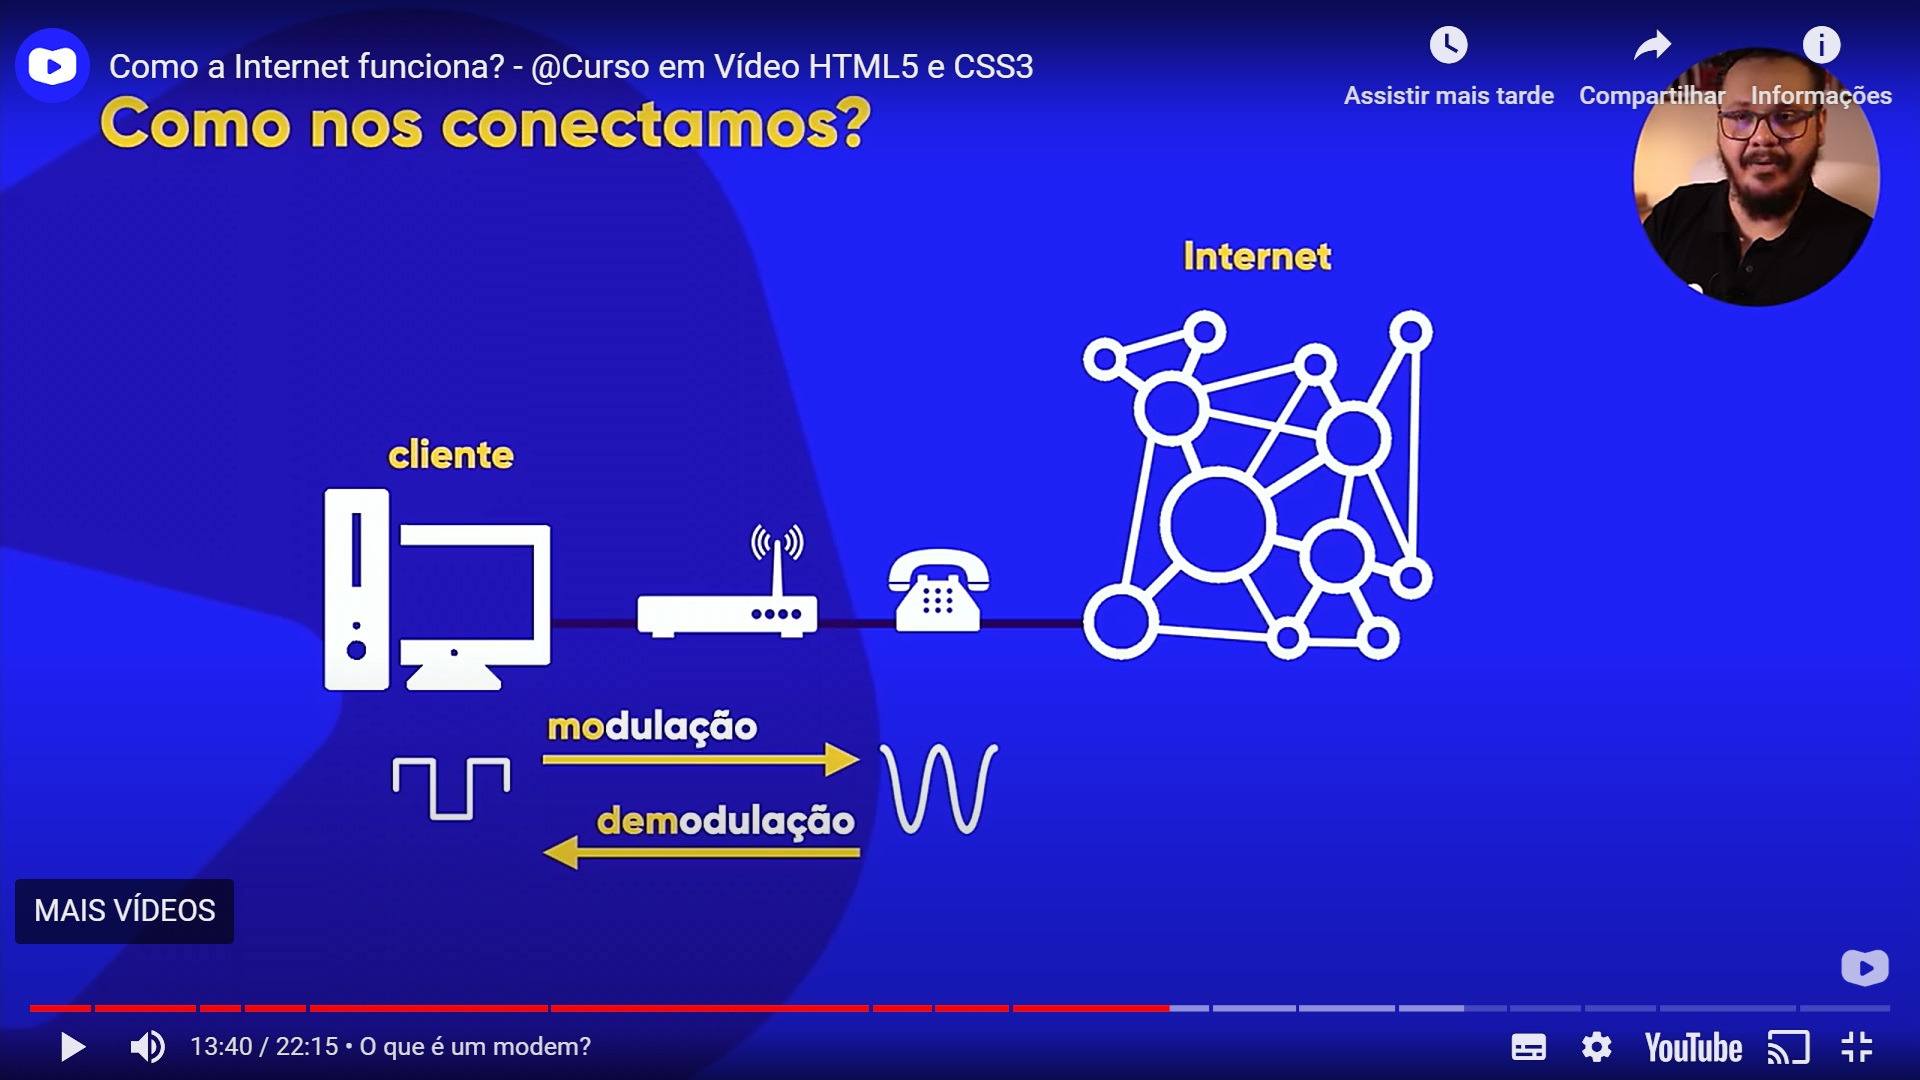 Como a Internet funciona? - @Curso em Vídeo HTML5 e CSS3
Assistir mais tarde
Compartilhar
Informações
Como nos conectamos?
Internet
cliente
modulação
demodulação
MAIS VÍDEOS
13:40 / 22:15 • O que é um modem?
YouTube